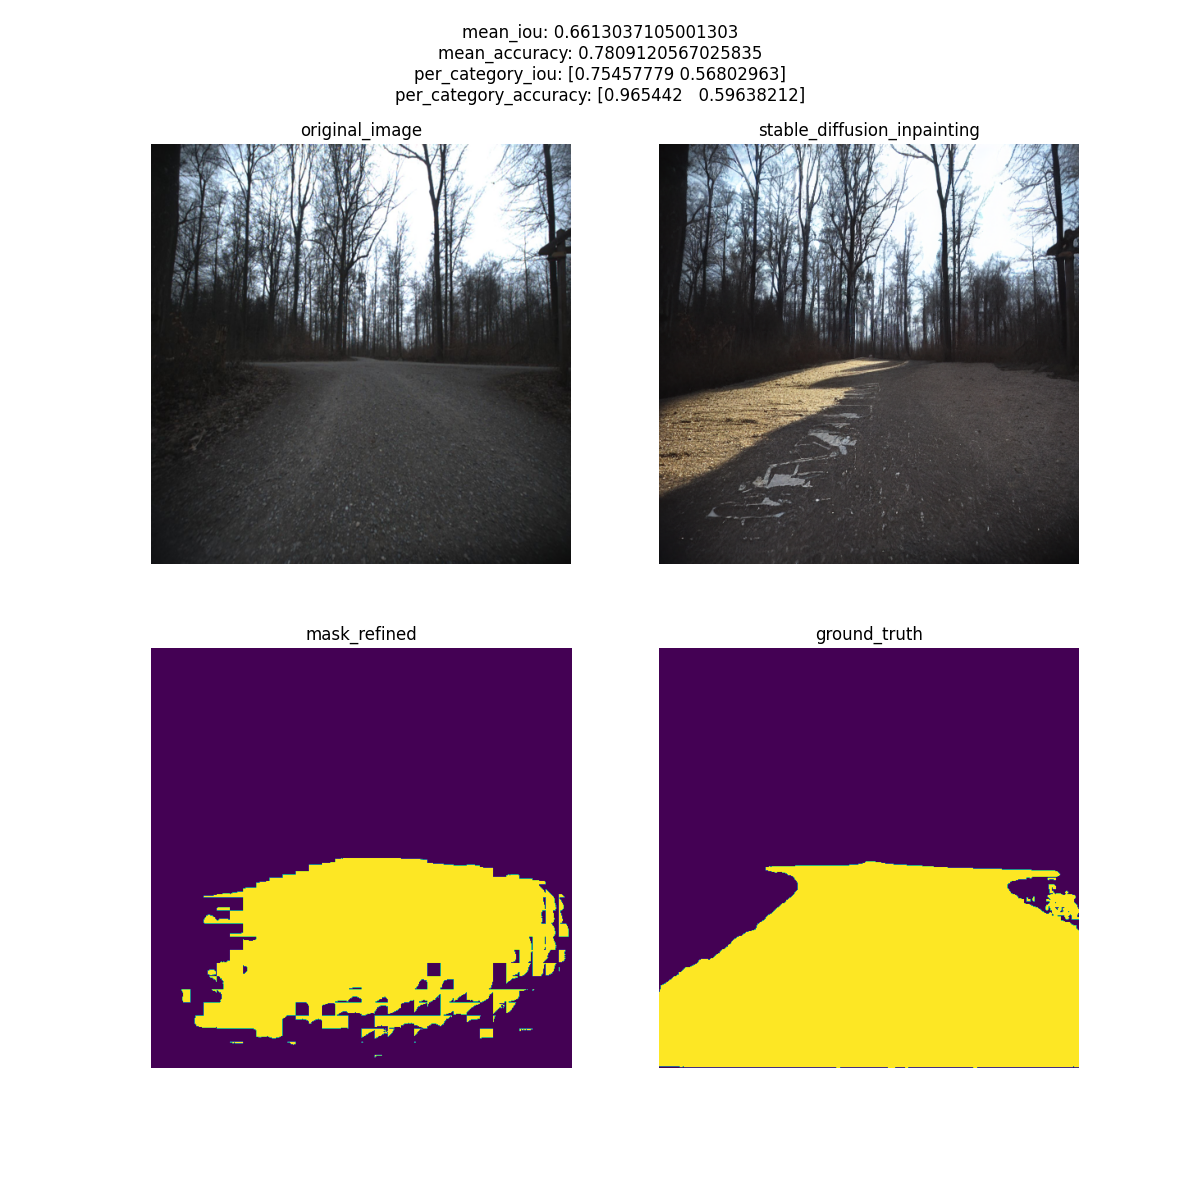 mean_iou: 0.6613037105001303
mean_accuracy: 0.7809120567025835
per_category_iou: [0.75457779 0.56802963]
per_category_accuracy: [0.965442   0.59638212]
original_image
stable_diffusion_inpainting
mask_refined
ground_truth